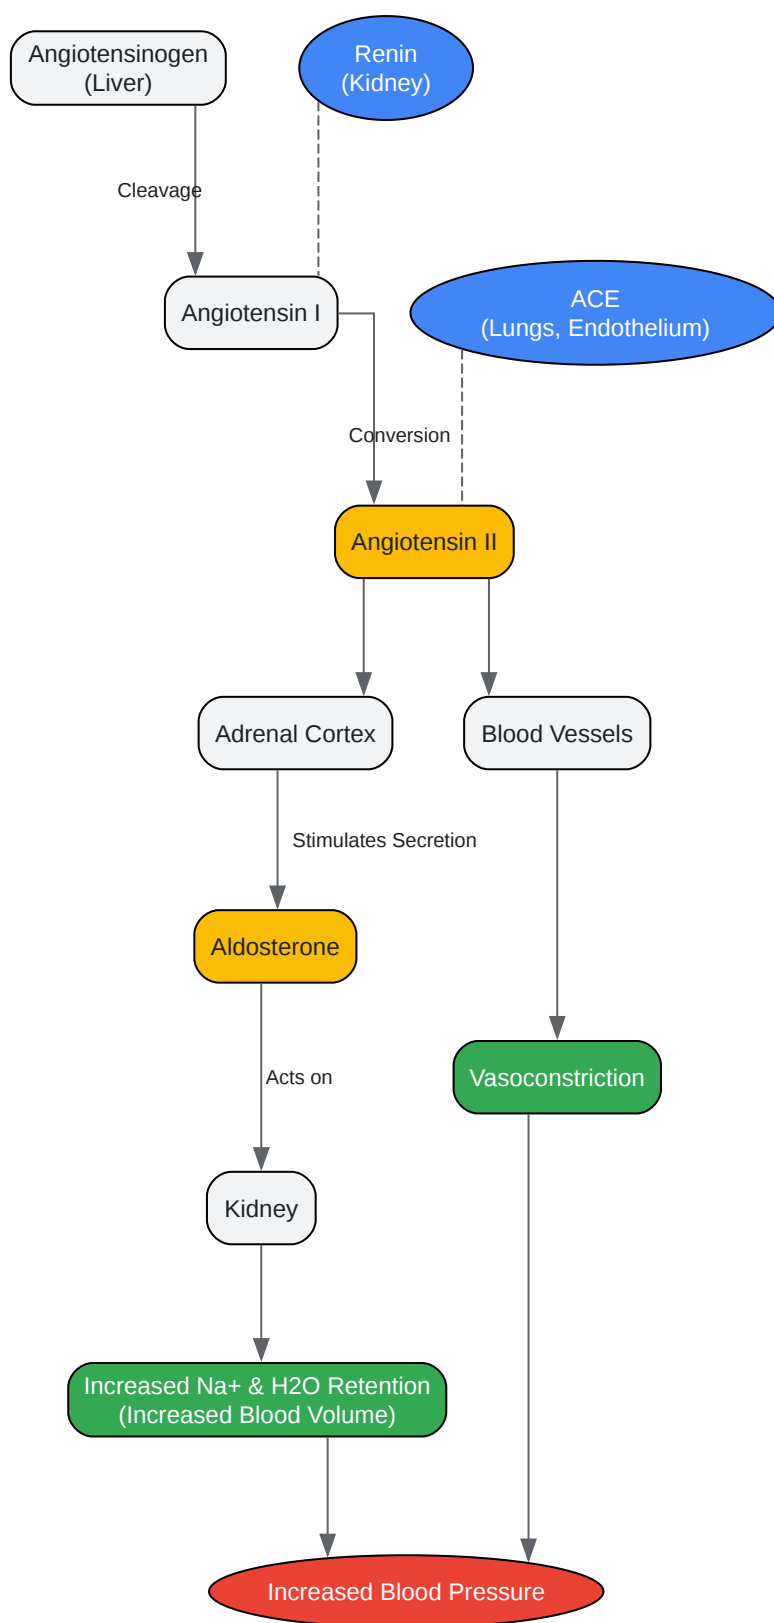 Angiotensinogen
(Liver)
Renin
(Kidney)
Cleavage
Angiotensin I
ACE
(Lungs, Endothelium)
Conversion
Angiotensin II
Adrenal Cortex
Blood Vessels
Stimulates Secretion
Aldosterone
Vasoconstriction
Acts on
Kidney
Increased Na+ & H2O Retention
(Increased Blood Volume)
Increased Blood Pressure